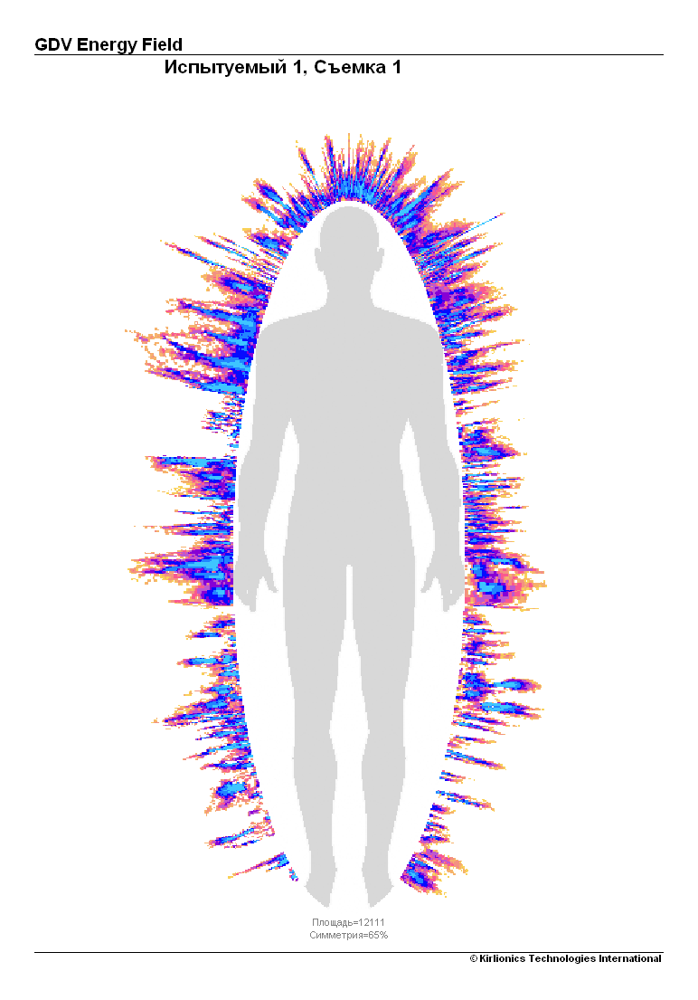 GDV Energy Field
Испытуемый 1, Съемка 1
Площадь=12111
Симметрия=65%
© Kirlionics Technologies International